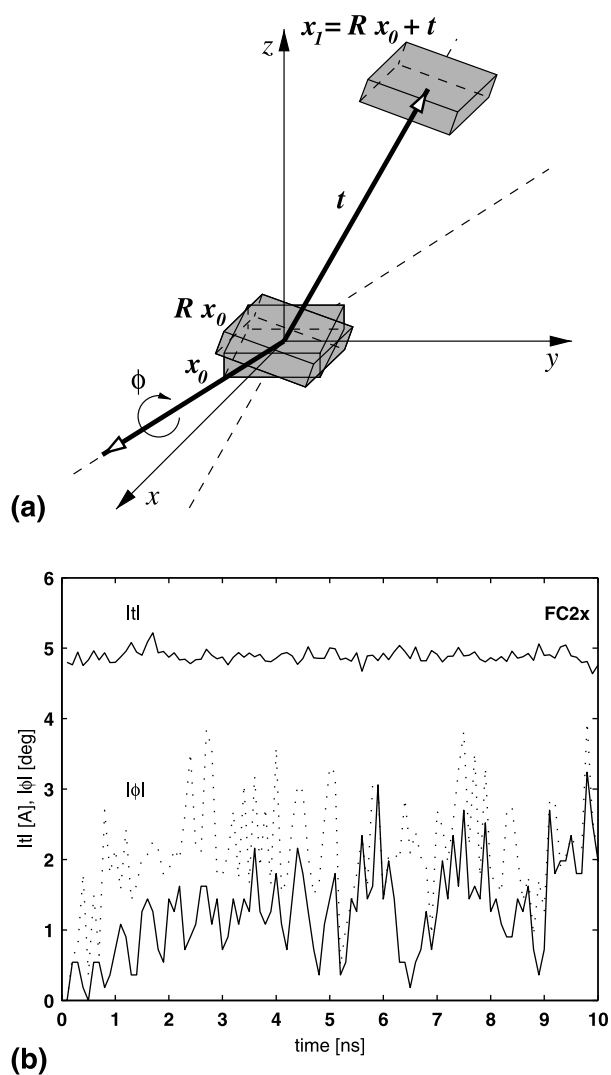 x₁ = R x₀ + t
z
t
R x₀
y
x₀
ϕ
x
(a)
6
|t|
FC2x
5
4
|t| [A], |ϕ| [deg]
3
|ϕ|
2
1
0
0 1 2 3 4 5 6 7 8 9 10
time [ns]
(b)